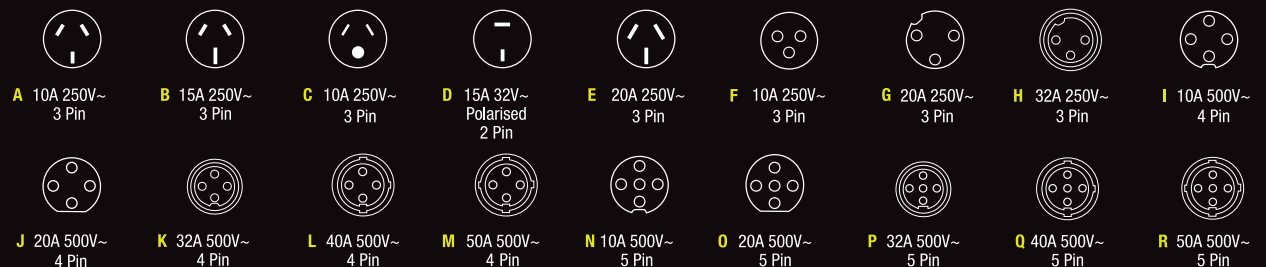 A 10A 250V~
3 Pin
B 15A 250V~
3 Pin
C 10A 250V~
3 Pin
D 15A 32V~
Polarised
2 Pin
E 20A 250V~
3 Pin
F 10A 250V~
3 Pin
G 20A 250V~
3 Pin
H 32A 250V~
3 Pin
I 10A 500V~
4 Pin
J 20A 500V~
4 Pin
K 32A 500V~
4 Pin
L 40A 500V~
4 Pin
M 50A 500V~
4 Pin
N 10A 500V~
5 Pin
O 20A 500V~
5 Pin
P 32A 500V~
5 Pin
Q 40A 500V~
5 Pin
R 50A 500V~
5 Pin